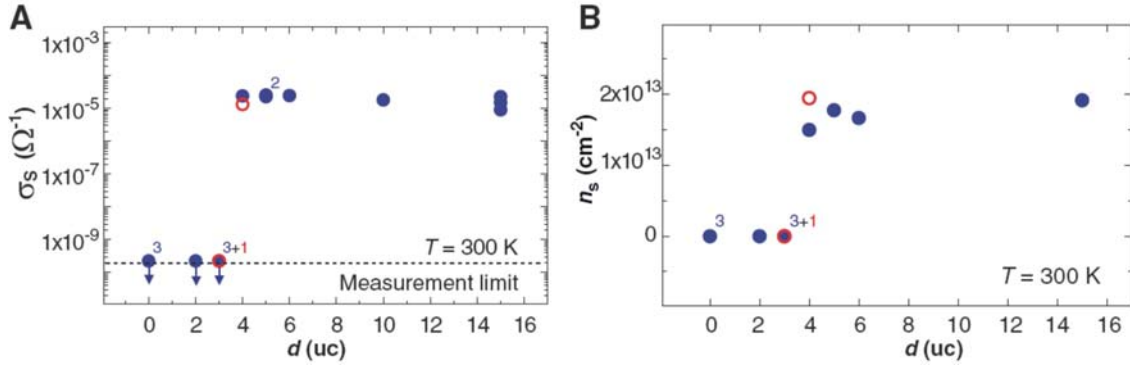 A
1x10-3
1x10-5
1x10-7
1x10-9
σS (Ω-1)
2
3
3+1
T = 300 K
Measurement limit
0 2 4 6 8 10 12 14 16
d (uc)
B
2x1013
1x1013
0
ns (cm-2)
3
3+1
T = 300 K
0 2 4 6 8 10 12 14 16
d (uc)